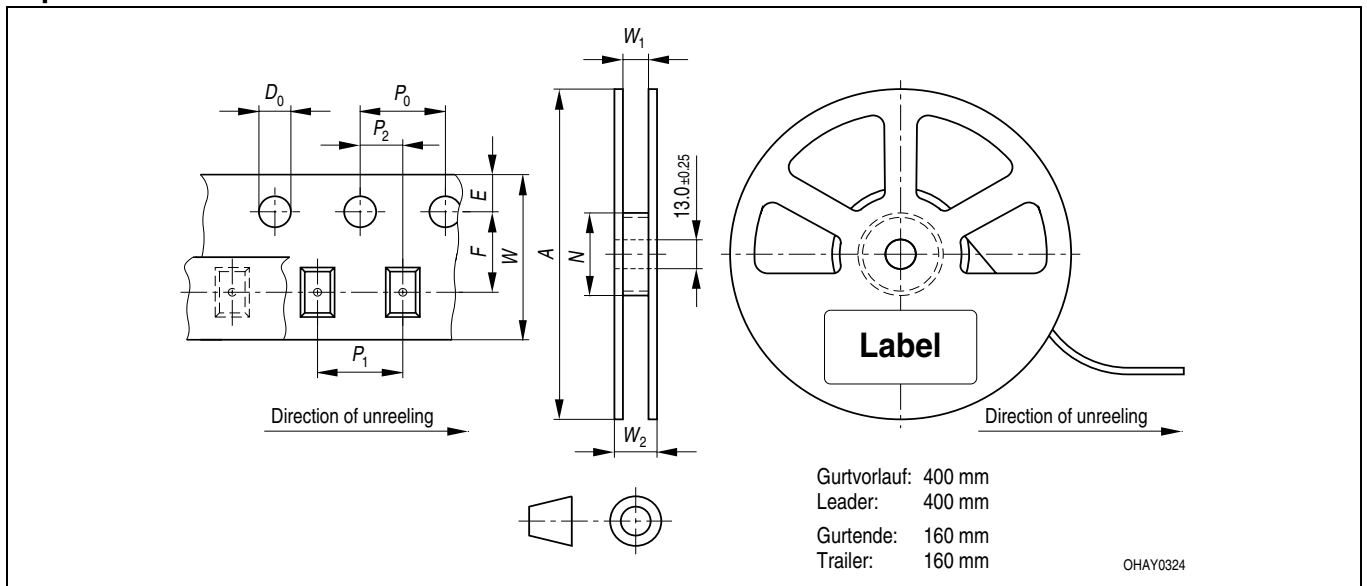 W₁
D₀
P₀
P₂
E
F
W
A
N
13.0 ±0.25
Label
P₁
Direction of unreeling
W₂
Direction of unreeling
Gurtvorlauf: 400 mm
Leader: 400 mm
Gurtende: 160 mm
Trailer: 160 mm
OHAY0324